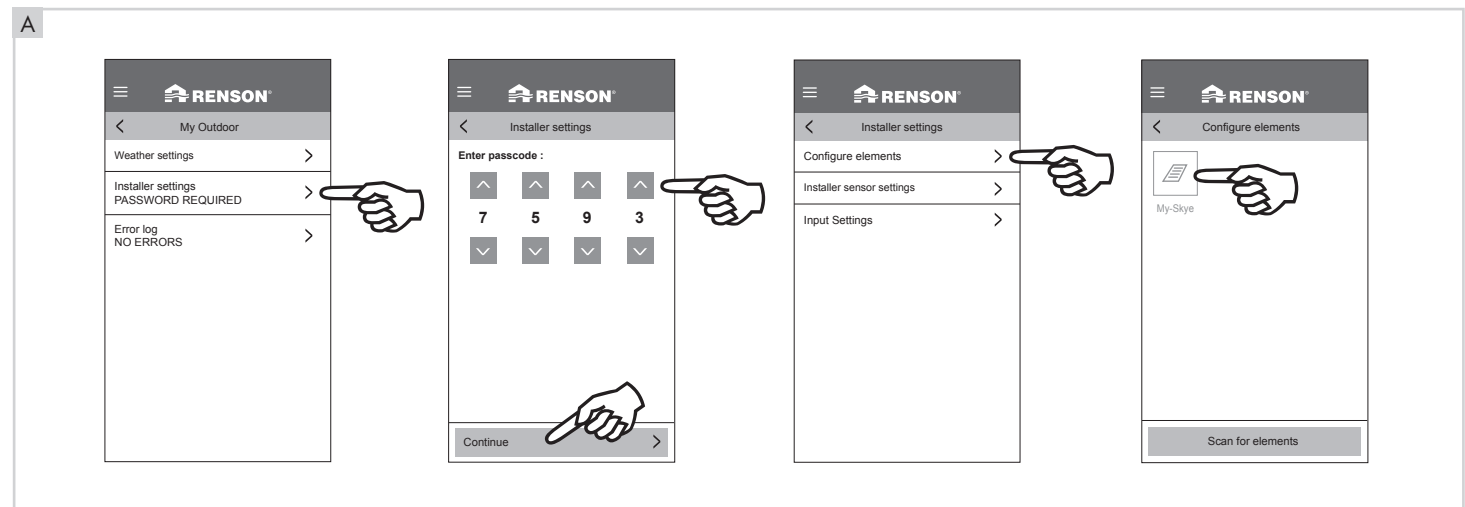 A
RENSON®
My Outdoor
Weather settings
Installer settings
PASSWORD REQUIRED
Error log
NO ERRORS
RENSON®
Installer settings
Enter passcode :
7 5 9 3
Continue
RENSON®
Installer settings
Configure elements
Installer sensor settings
Input Settings
RENSON®
Configure elements
My-Skye
Scan for elements